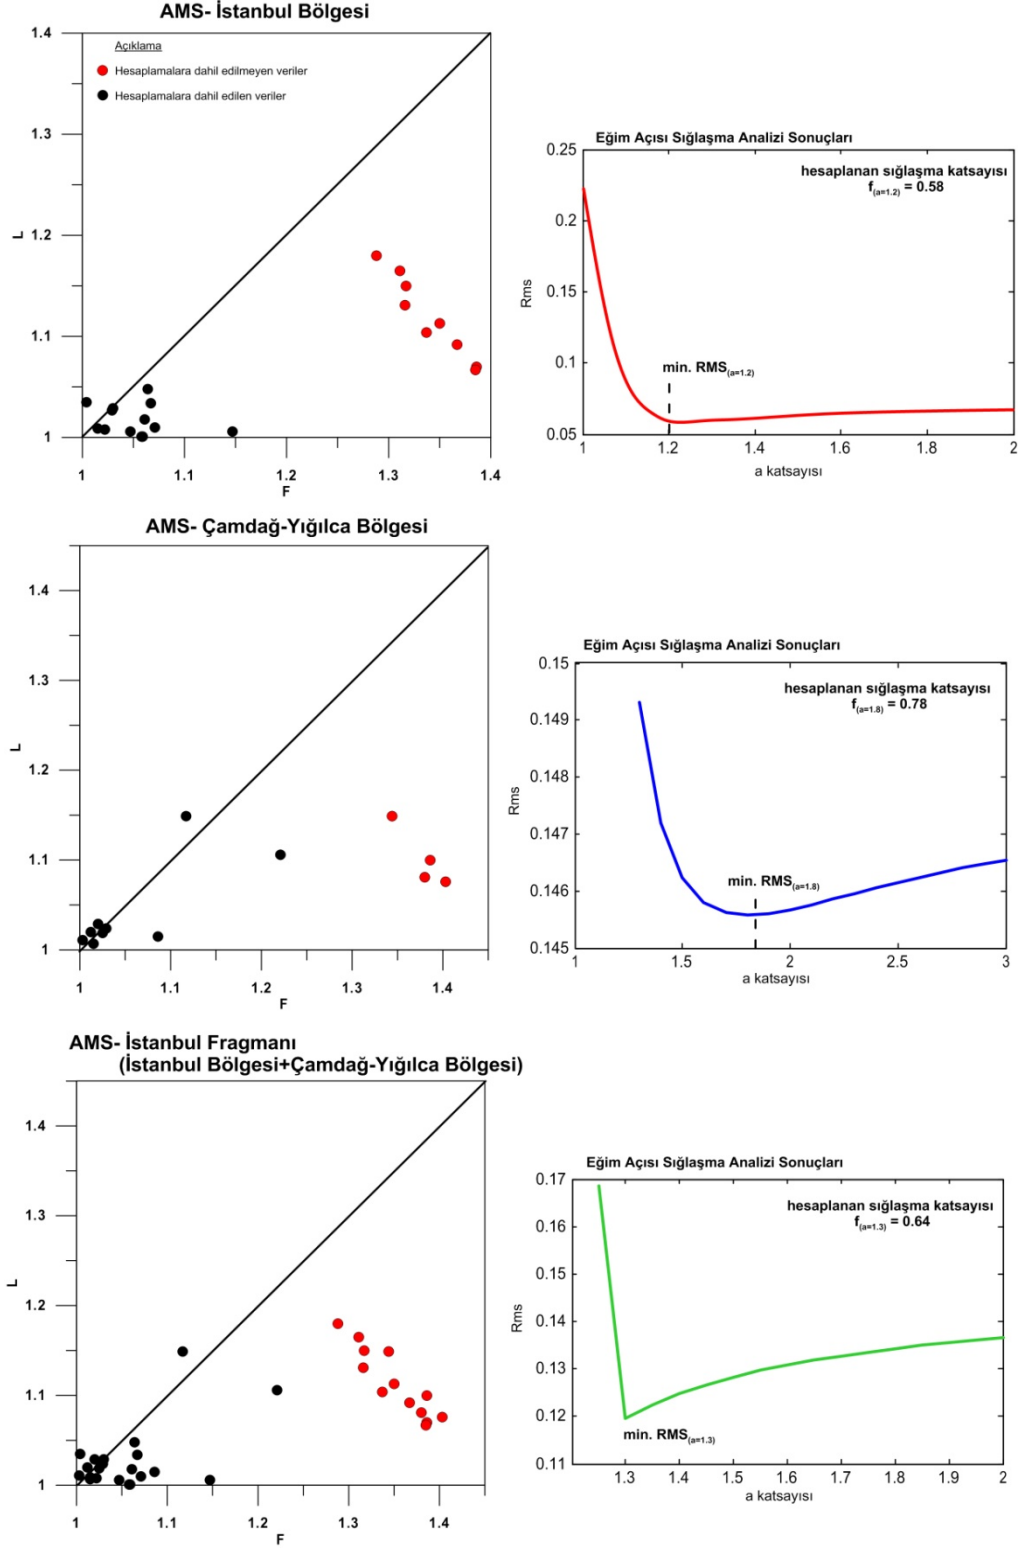 AMS- İstanbul Bölgesi
1.4
1.3
1.2
1.1
1
L
Açıklama
Hesaplamalara dahil edilmeyen veriler
Hesaplamalara dahil edilen veriler
1 1.1 1.2 1.3 1.4
F
Eğim Açısı Sığlaşma Analizi Sonuçları
0.25
0.2
0.15
0.1
0.05
Rms
hesaplanan sığlaşma katsayısı
f(a=1.2) = 0.58
min. RMS(a=1.2)
1 1.2 1.4 1.6 1.8 2
a katsayısı
AMS- Çamdağ-Yığılca Bölgesi
1.4
1.3
1.2
1.1
1
L
1 1.1 1.2 1.3 1.4
F
Eğim Açısı Sığlaşma Analizi Sonuçları
0.15
0.149
0.148
0.147
0.146
0.145
Rms
hesaplanan sığlaşma katsayısı
f(a=1.8) = 0.78
min. RMS(a=1.8)
1 1.5 2 2.5 3
a katsayısı
AMS- İstanbul Fragmanı
(İstanbul Bölgesi+Çamdağ-Yığılca Bölgesi)
1.4
1.3
1.2
1.1
1
L
1 1.1 1.2 1.3 1.4
F
Eğim Açısı Sığlaşma Analizi Sonuçları
0.17
0.16
0.15
0.14
0.13
0.12
0.11
Rms
hesaplanan sığlaşma katsayısı
f(a=1.3) = 0.64
min. RMS(a=1.3)
1.3 1.4 1.5 1.6 1.7 1.8 1.9 2
a katsayısı